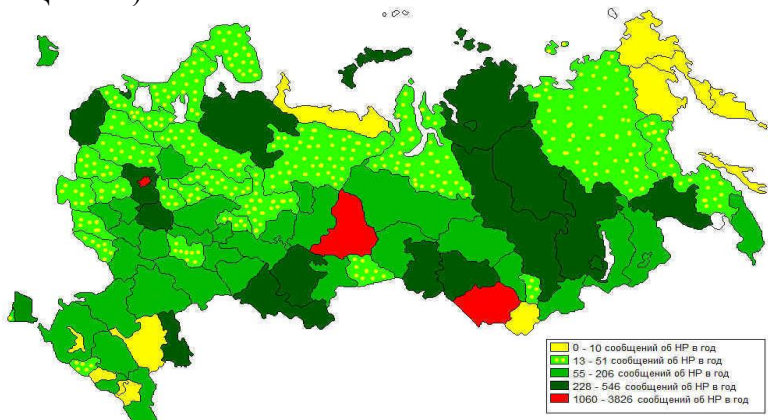 0 - 10 сообщений об НР в год
13 - 51 сообщений об НР в год
55 - 206 сообщений об НР в год
228 - 546 сообщений об НР в год
1060 - 3826 сообщений об НР в год